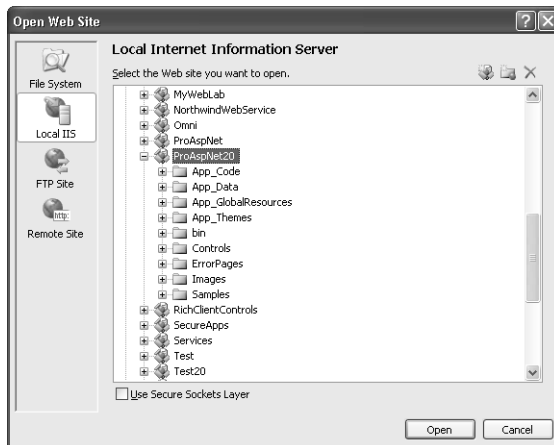 Open Web Site
File System
Local IIS
FTP Site
http:
Remote Site
Local Internet Information Server
Select the Web site you want to open.
MyWebLab
NorthwindWebService
Omni
ProAspNet
ProAspNet20
App_Code
App_Data
App_GlobalResources
App_Themes
bin
Controls
ErrorPages
Images
Samples
RichClientControls
SecureApps
Services
Test
Test20
Use Secure Sockets Layer
Open Cancel